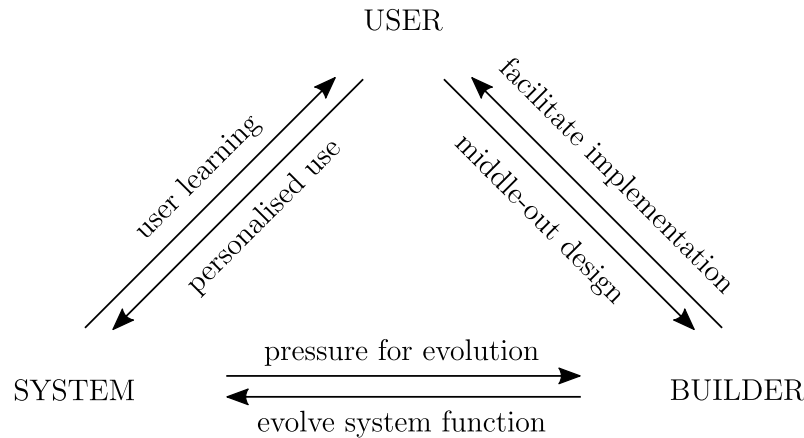 USER
facilitate implementation
user learning
personalised use
middle-out design
pressure for evolution
SYSTEM
BUILDER
evolve system function